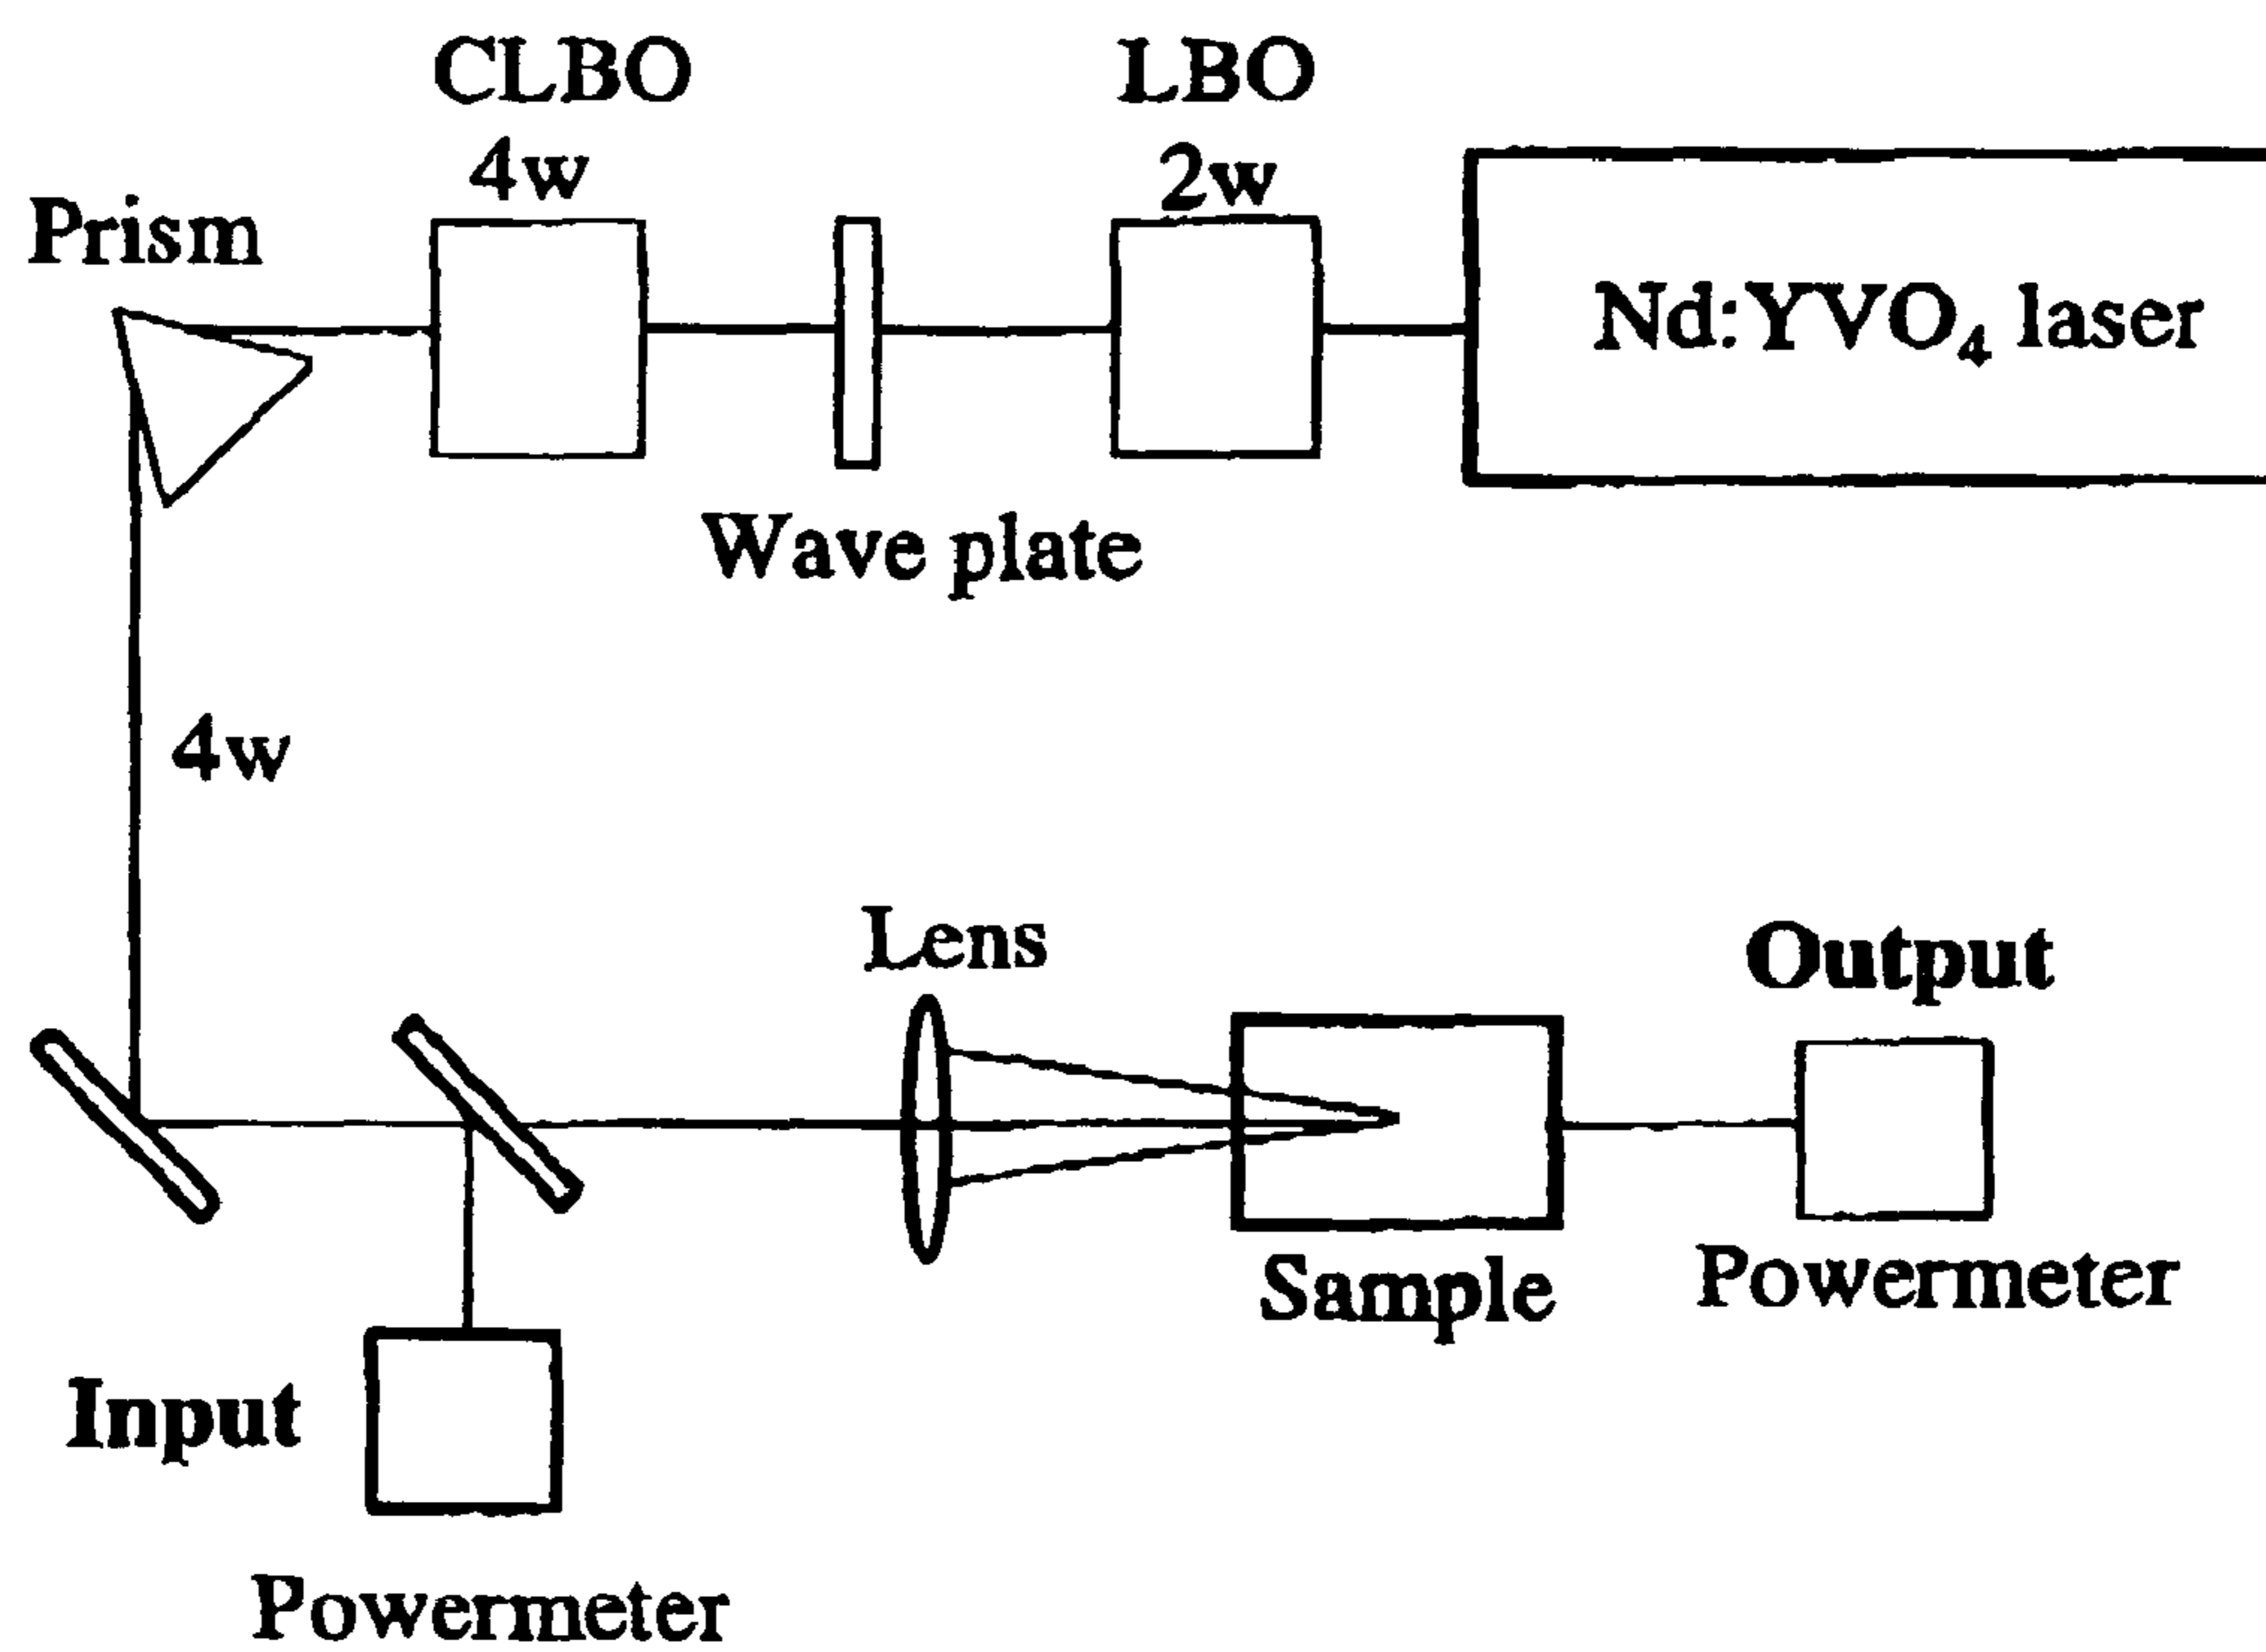 CLBO
4w
LBO
2w
Prism
Nd:YVO₄ laser
Wave plate
4w
Lens
Output
Powermeter
Sample
Input
Powermeter